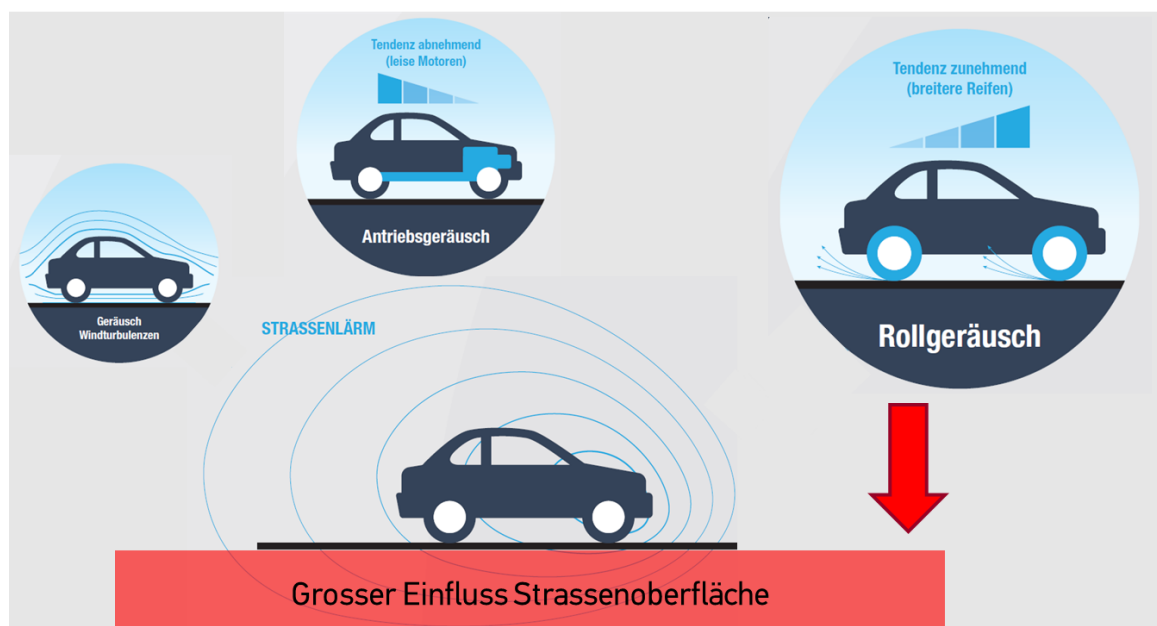 Tendenz abnehmend
(leise Motoren)
Antriebsgeräusch
Tendenz zunehmend
(breitere Reifen)
Rollgeräusch
Geräusch
Windturbulenzen
STRASSENLÄRM
Grosser Einfluss Strassenoberfläche